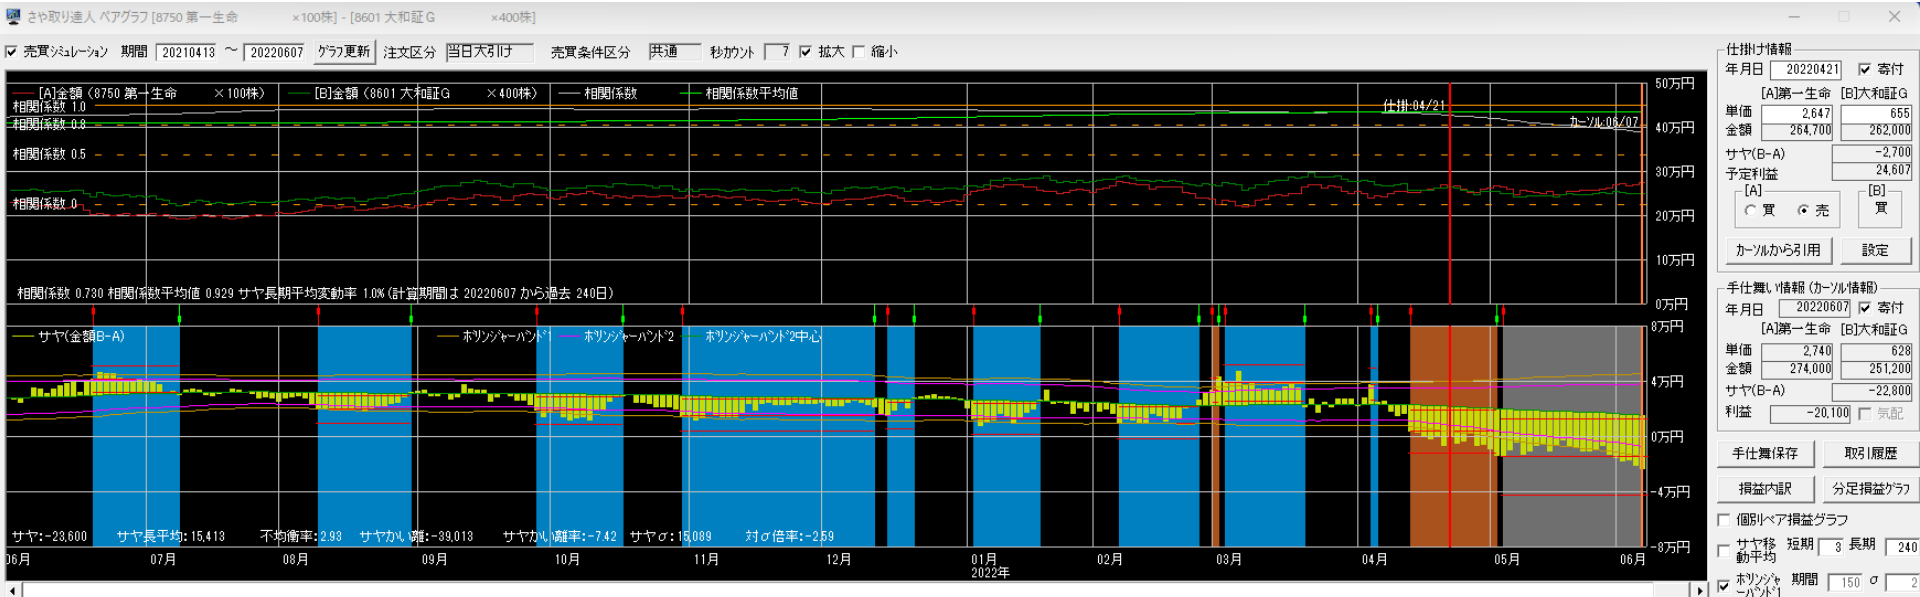 さや取り達人 ペアグラフ [8750 第一生命 ×100株] - [8601 大和証Ｇ ×400株]
売買ｼﾐｭﾚｰｼｮﾝ 期間 20210413 ～ 20220607 ｸﾞﾗﾌ更新 注文区分 当日大引け 売買条件区分 共通 秒ｶｳﾝﾄ 7 拡大 縮小
[A]金額 (8750 第一生命 ×100株) [B]金額 (8601 大和証Ｇ ×400株) 相関係数 相関係数平均値
相関係数 1.0
相関係数 0.8
相関係数 0.5
相関係数 0
仕掛:04/21
ｶｰｿﾙ:06/07
50万円
40万円
30万円
20万円
10万円
0万円
相関係数 0.730 相関係数平均値 0.929 サヤ長期平均変動率 1.0% (計算期間は 20220607 から過去 240日)
サヤ(金額B-A) ﾎﾞﾘﾝｼﾞｬｰﾊﾞﾝﾄﾞ1 ﾎﾞﾘﾝｼﾞｬｰﾊﾞﾝﾄﾞ2 ﾎﾞﾘﾝｼﾞｬｰﾊﾞﾝﾄﾞ2中心
8万円
4万円
0万円
-4万円
-8万円
サヤ:-23,600 サヤ長平均:15,413 不均衡率:2.93 サヤかい離:-39,013 サヤかい離率:-7.42 サヤσ:15,089 対σ倍率:-2.59
06月 07月 08月 09月 10月 11月 12月 01月 02月 03月 04月 05月 06月
2022年
仕掛け情報
年月日 20220421 寄付
[A]第一生命 [B]大和証G
単価 2,647 655
金額 264,700 262,000
サヤ(B-A) -2,700
予定利益 24,607
[A] [B]
買 売 買
ｶｰｿﾙから引用 設定
手仕舞い情報 (ｶｰｿﾙ情報)
年月日 20220607 寄付
[A]第一生命 [B]大和証G
単価 2,740 628
金額 274,000 251,200
サヤ(B-A) -22,800
利益 -20,100 気配
手仕舞保存 取引履歴
損益内訳 分足損益ｸﾞﾗﾌ
個別ペア損益グラフ
サヤ移動平均 短期 3 長期 240
ﾎﾞﾘﾝｼﾞｬｰﾊﾞﾝﾄﾞ1 期間 150 σ 2